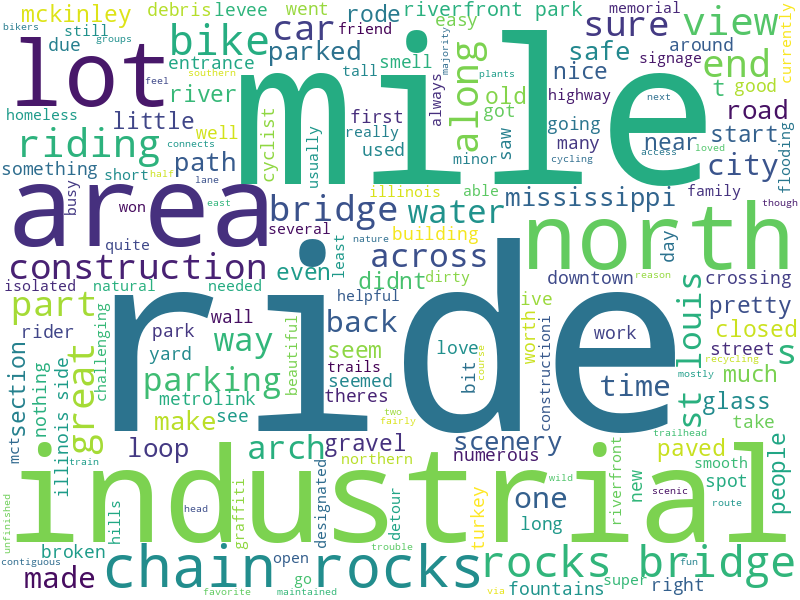 bikers debris levee went riverfront park easy memorial
mckinley car rode friend sure view currently
still groups bike parked smell safe around
due lot entrance mile tall along end signage
southern river cyclist first always majority nice t good plants
homeless little usually really got old highway next road
feel riding used saw going near start flooding
something connects path minor many city loved
short half illinois able cycling access family
busy lane area won bridge water mississippi though
east several building north day
quite construction nature least across
isolated natural needed even didnt dirty downtown crossing reason
part helpful ive pretty
rider wall way back worth closed
challenging park ride seem love work st louis street s
section great yard beautiful trails bit course constructioni time much recycling
nothing metrolink parking seemed theres mostly glass
mct illinois side make see two fairly take
train loop arch gravel scenery paved trailhead
unfinished hills graffiti northern numerous riverfront new smooth people
industrial wild spot
head designated detour turkey one scenic route
broken trouble long
contiguous made chain rocks rocks bridge fun
open go super right
favorite maintained via fountains